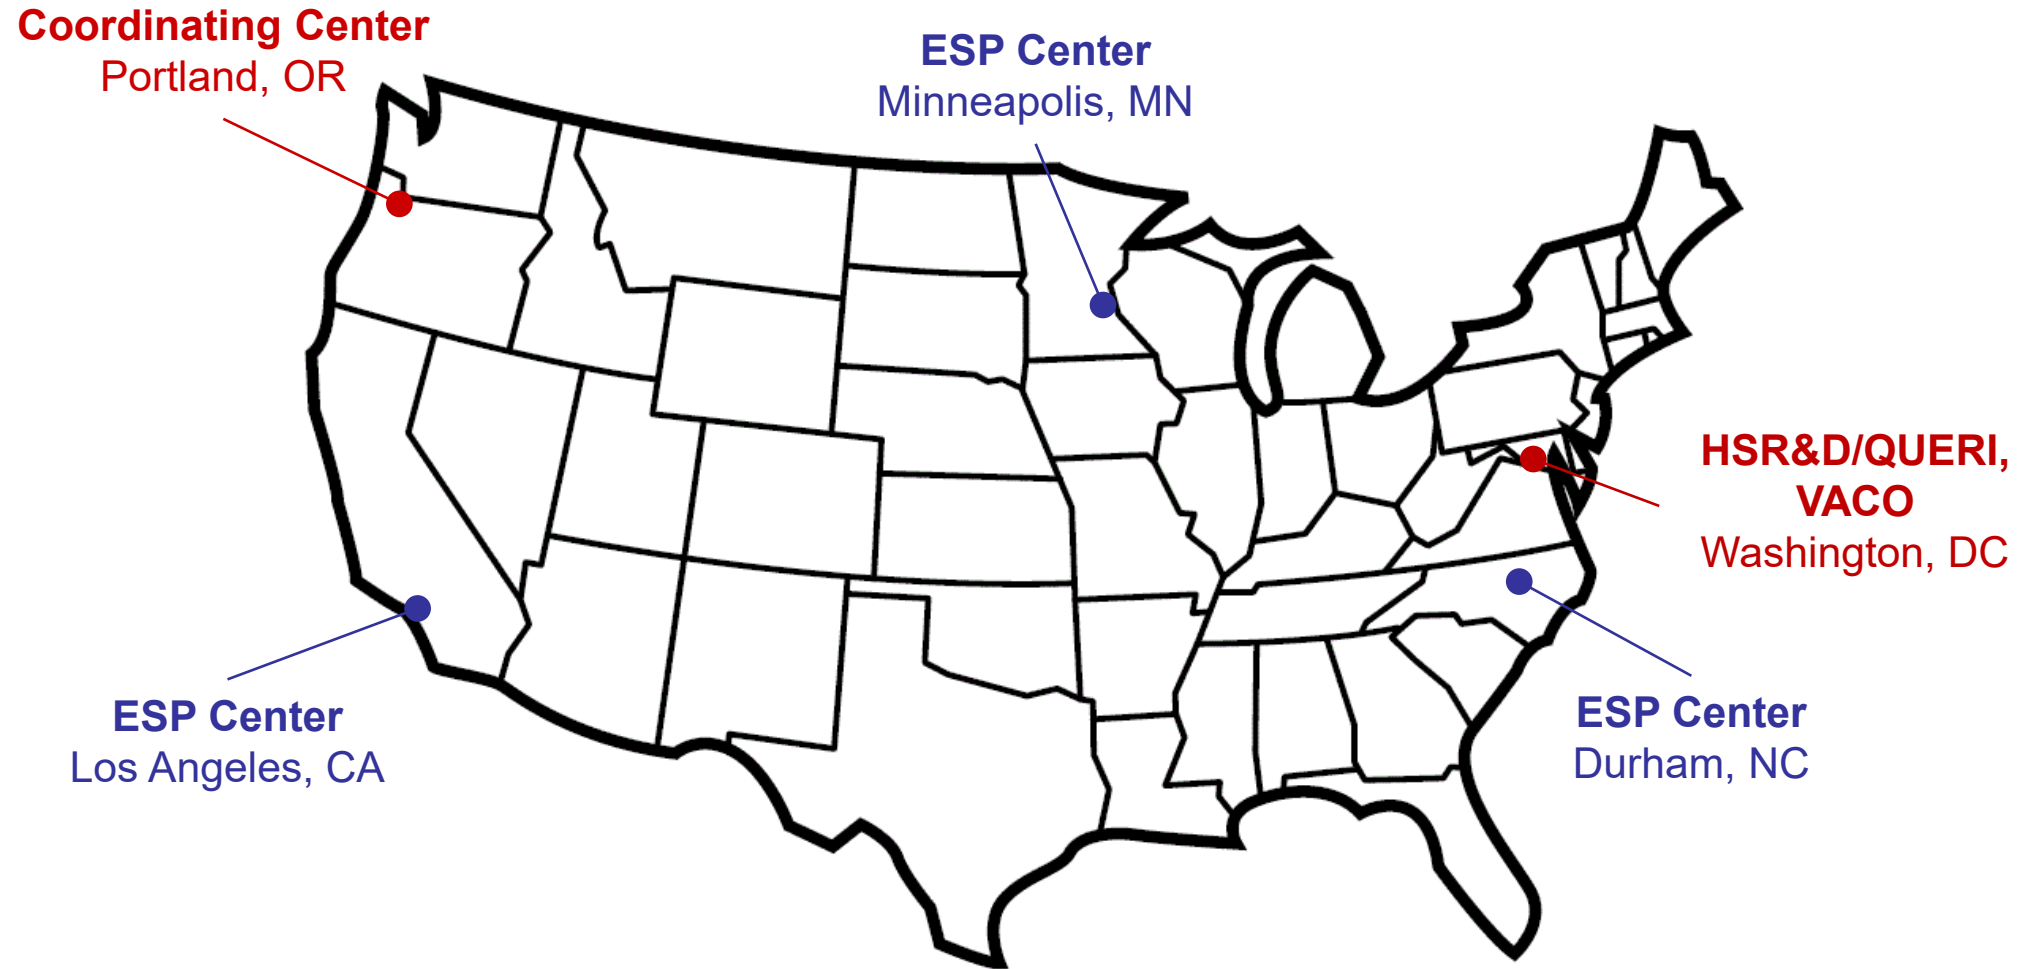 Coordinating Center
Portland, OR
ESP Center
Minneapolis, MN
HSR&D/QUERI,
VACO
Washington, DC
ESP Center
Los Angeles, CA
ESP Center
Durham, NC